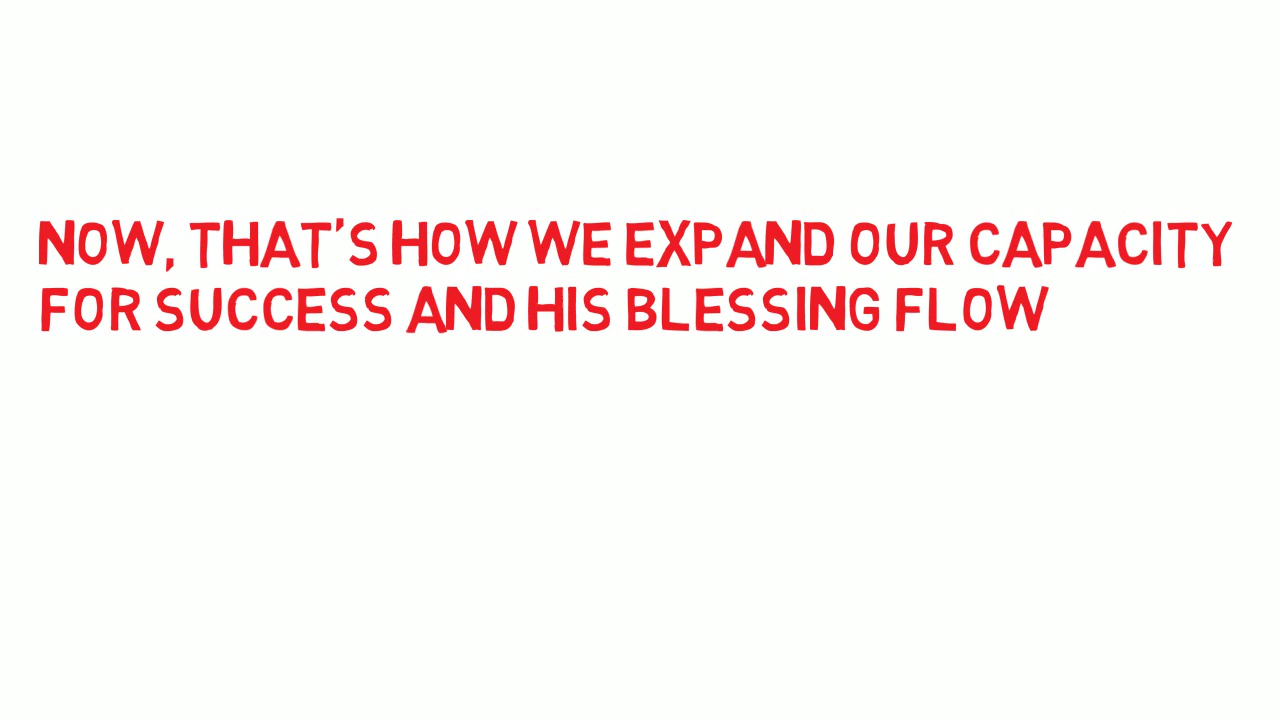 NOW, THAT'S HOW WE EXPAND OUR CAPACITY
FOR SUCCESS AND HIS BLESSING FLOW